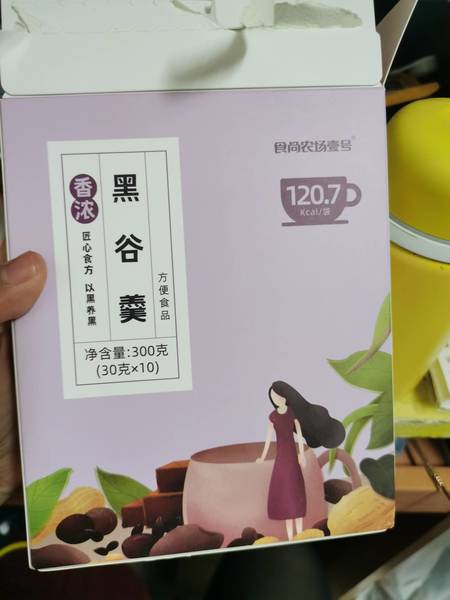 食尚农场壹号®
120.7
Kcal/袋
香浓
黑谷羹
匠心食方 以黑养黑
方便食品
净含量:300克
(30克×10)